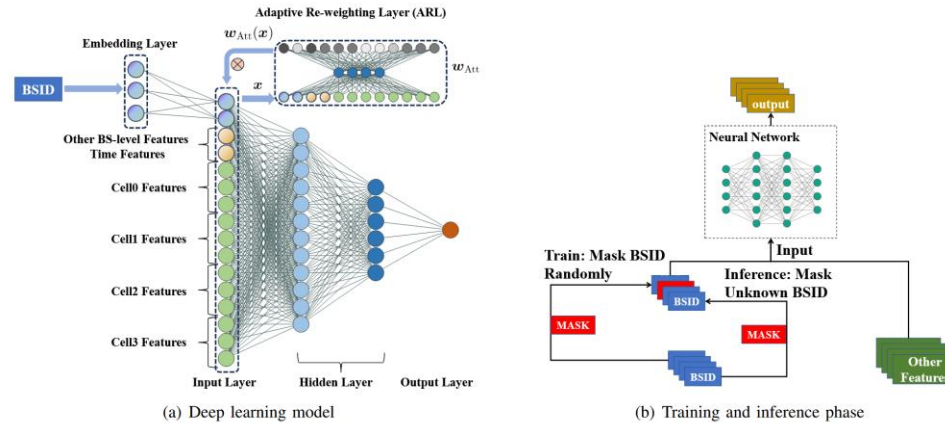 Adaptive Re-weighting Layer (ARL)
w_Att(x)
Embedding Layer
w_Att
BSID
x
Other BS-level Features
Time Features
Cell0 Features
Cell1 Features
Cell2 Features
Cell3 Features
Input Layer
Hidden Layer
Output Layer
(a) Deep learning model
output
Neural Network
Input
Train: Mask BSID
Randomly
Inference: Mask
Unknown BSID
BSID
MASK
MASK
BSID
Other
Features
(b) Training and inference phase